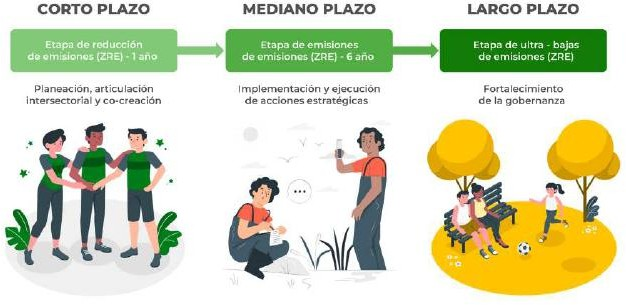 CORTO PLAZO
Etapa de reducción
de emisiones (ZRE) - 1 año
Planeación, articulación
intersectorial y co-creación
MEDIANO PLAZO
Etapa de emisiones
de emisiones (ZRE) - 6 año
Implementación y ejecución
de acciones estratégicas
LARGO PLAZO
Etapa de ultra - bajas
de emisiones (ZRE)
Fortalecimiento
de la gobernanza